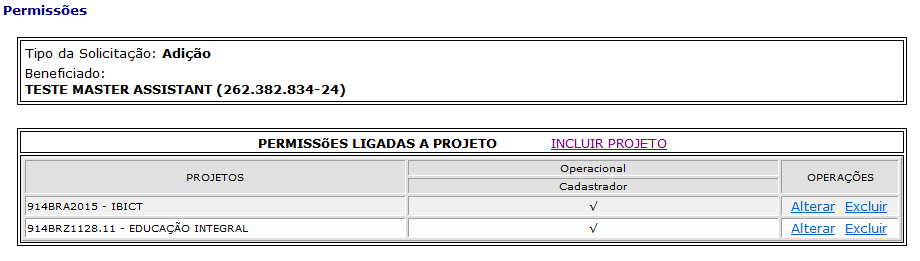 Permissões
Tipo da Solicitação: Adição
Beneficiado:
TESTE MASTER ASSISTANT (262.382.834-24)
PERMISSõES LIGADAS A PROJETO INCLUIR PROJETO
PROJETOS Operacional OPERAÇÕES
Cadastrador
914BRA2015 - IBICT √ Alterar Excluir
914BRZ1128.11 - EDUCAÇÃO INTEGRAL √ Alterar Excluir